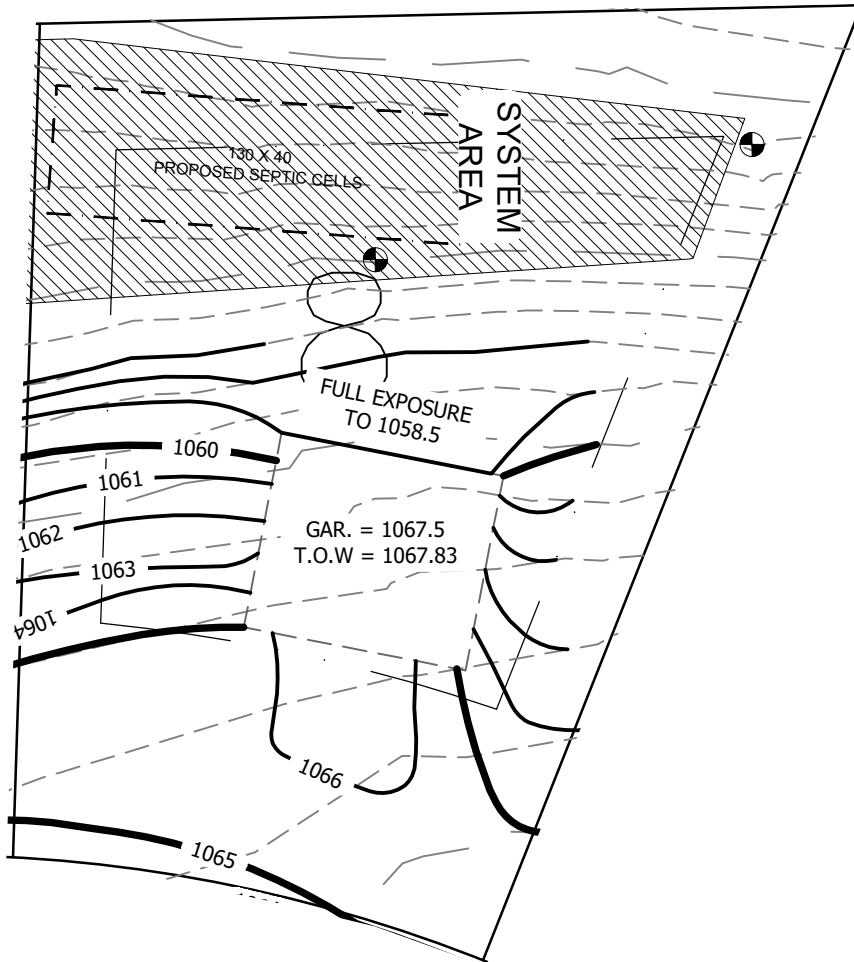 SYSTEM
AREA
130 X 40
PROPOSED SEPTIC CELLS
FULL EXPOSURE
TO 1058.5
1060
1061
1062
1063
1064
GAR. = 1067.5
T.O.W = 1067.83
1066
1065